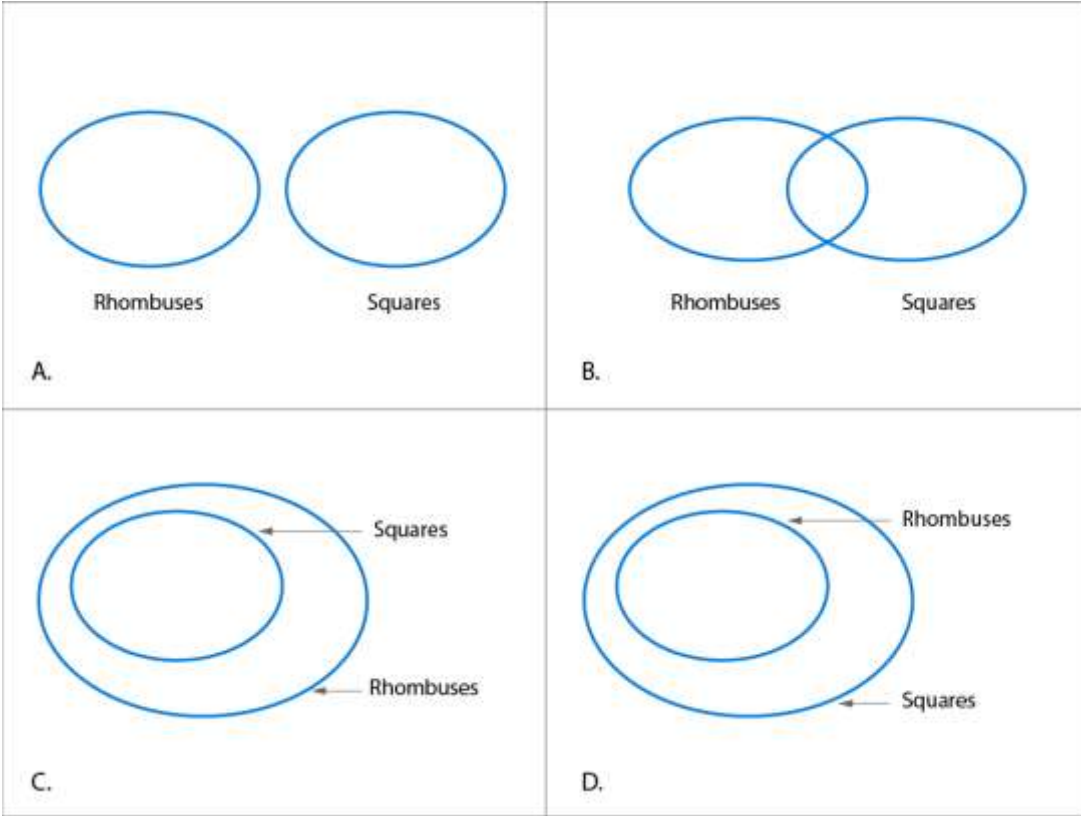 Rhombuses Squares
A.
Rhombuses Squares
B.
Squares
Rhombuses
C.
Rhombuses
Squares
D.